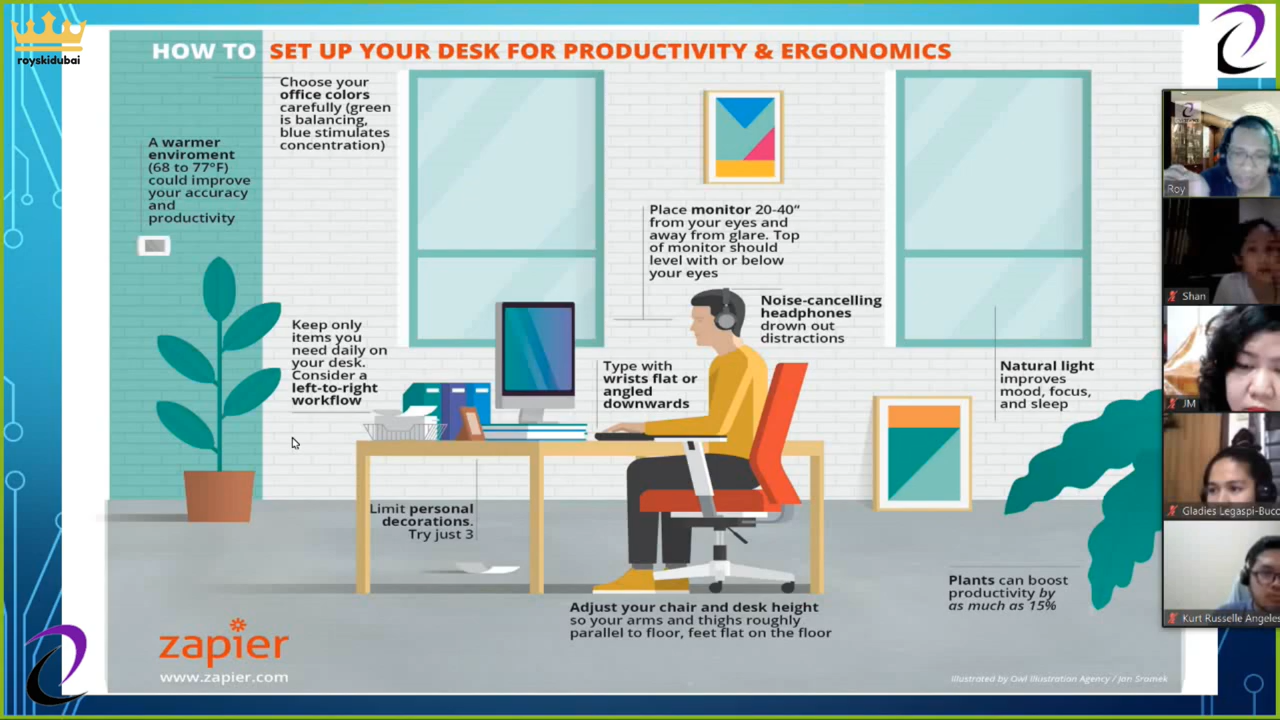 royskidubai
HOW TO SET UP YOUR DESK FOR PRODUCTIVITY & ERGONOMICS
Choose your
office colors
carefully (green
is balancing,
blue stimulates
concentration)
A warmer
enviroment
(68 to 77°F)
could improve
your accuracy
and
productivity
Place monitor 20-40"
from your eyes and
away from glare. Top
of monitor should
level with or below
your eyes
Noise-cancelling
headphones
drown out
distractions
Keep only
items you
need daily on
your desk.
Consider a
left-to-right
workflow
Type with
wrists flat or
angled
downwards
Natural light
improves
mood, focus,
and sleep
Limit personal
decorations.
Try just 3
Plants can boost
productivity by
as much as 15%
Adjust your chair and desk height
so your arms and thighs roughly
parallel to floor, feet flat on the floor
zapier
www.zapier.com
Illustrated by Owl Illustration Agency / Jan Sramek
Roy
Shan
JM
Gladies Legaspi-Buco
Kurt Russelle Angeles